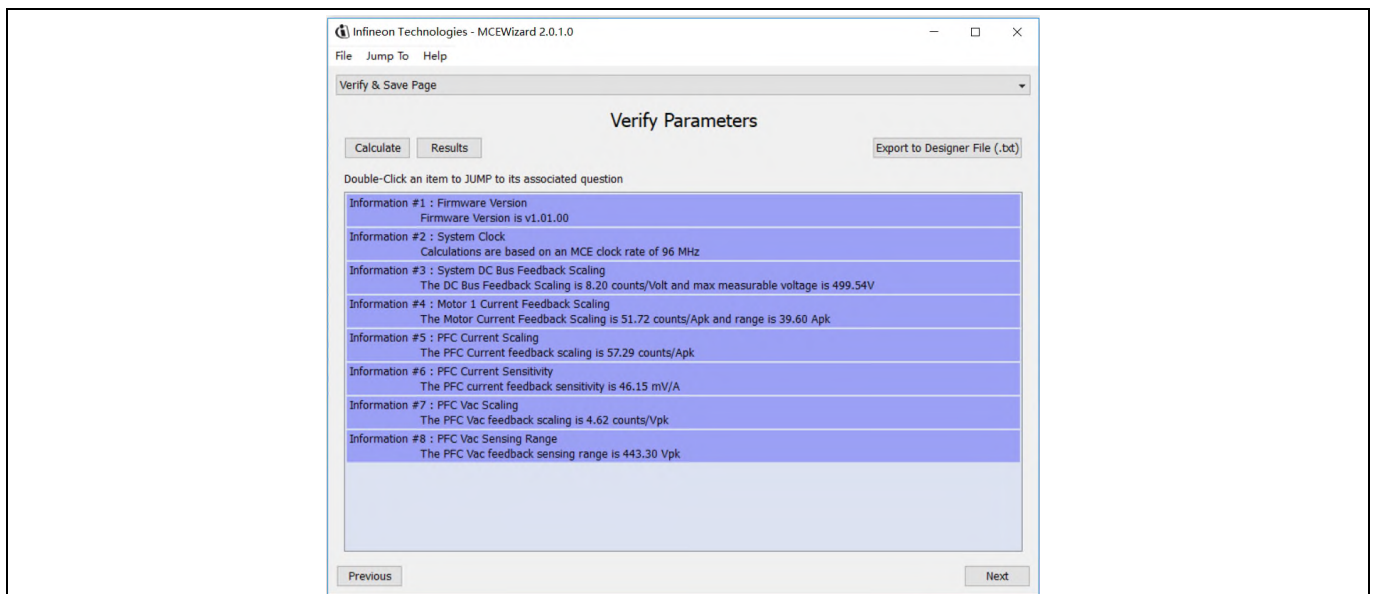 Infineon Technologies - MCEWizard 2.0.1.0
File Jump To Help
Verify & Save Page
Verify Parameters
Calculate Results Export to Designer File (.txt)
Double-Click an item to JUMP to its associated question
Information #1 : Firmware Version
Firmware Version is v1.01.00
Information #2 : System Clock
Calculations are based on an MCE clock rate of 96 MHz
Information #3 : System DC Bus Feedback Scaling
The DC Bus Feedback Scaling is 8.20 counts/Volt and max measurable voltage is 499.54V
Information #4 : Motor 1 Current Feedback Scaling
The Motor Current Feedback Scaling is 51.72 counts/Apk and range is 39.60 Apk
Information #5 : PFC Current Scaling
The PFC Current feedback scaling is 57.29 counts/Apk
Information #6 : PFC Current Sensitivity
The PFC current feedback sensitivity is 46.15 mV/A
Information #7 : PFC Vac Scaling
The PFC Vac feedback scaling is 4.62 counts/Vpk
Information #8 : PFC Vac Sensing Range
The PFC Vac feedback sensing range is 443.30 Vpk
Previous Next